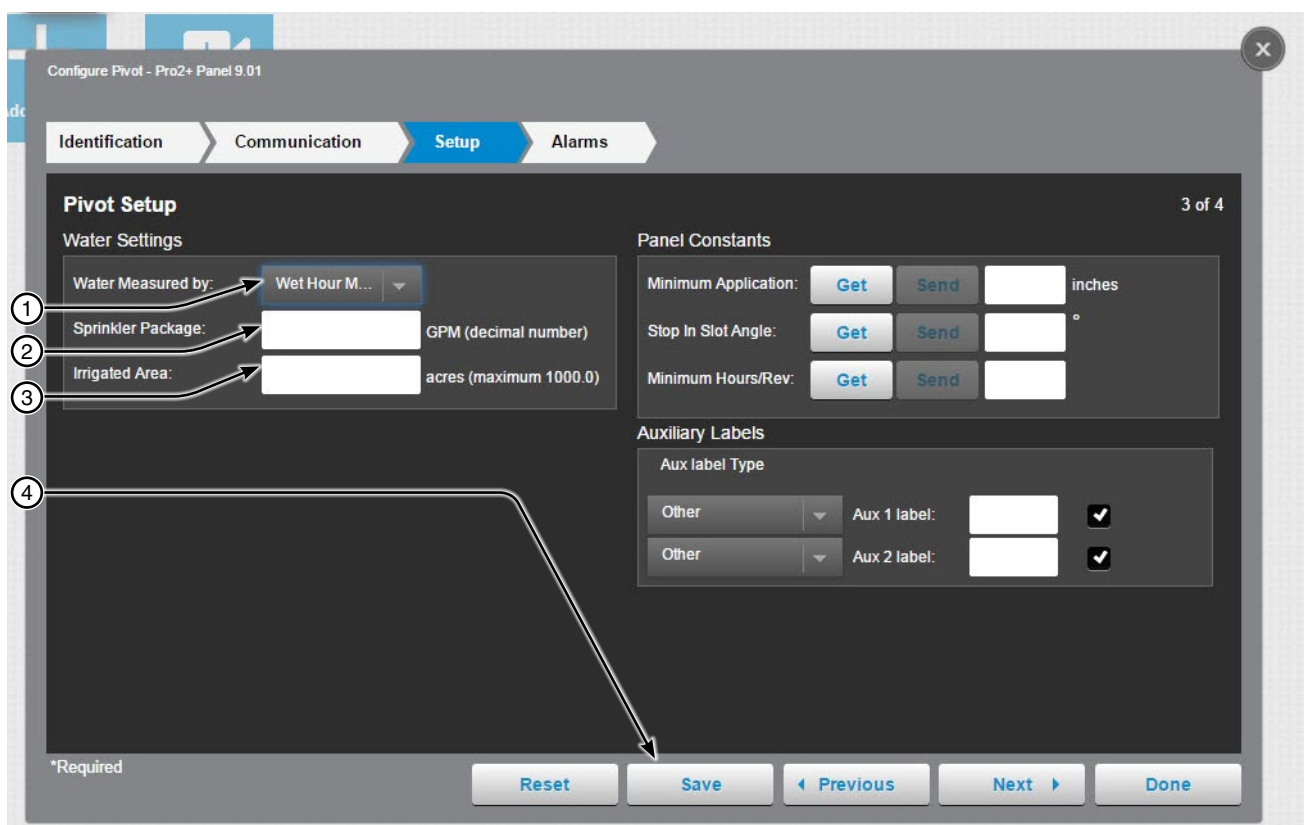 Add
Configure Pivot - Pro2+ Panel 9.01
X
Identification Communication Setup Alarms
Pivot Setup 3 of 4
Water Settings
Water Measured by: Wet Hour M...
Sprinkler Package: GPM (decimal number)
Irrigated Area: acres (maximum 1000.0)
1
2
3
4
Panel Constants
Minimum Application: Get Send inches
Stop In Slot Angle: Get Send °
Minimum Hours/Rev: Get Send
Auxiliary Labels
Aux label Type
Other Aux 1 label:
Other Aux 2 label:
*Required
Reset Save Previous Next Done